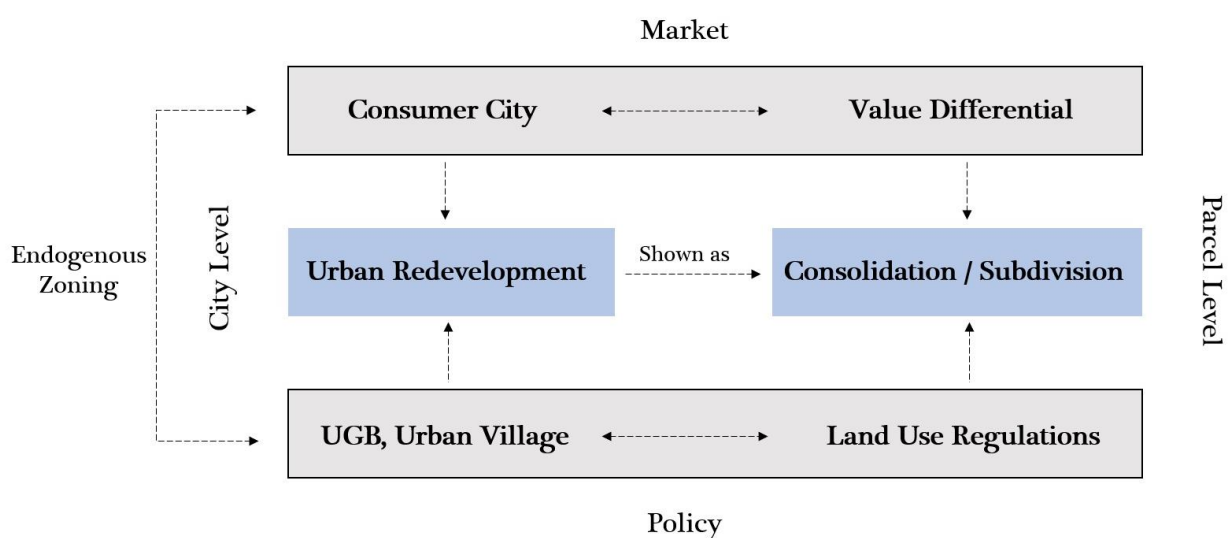 Market
Consumer City
Value Differential
Endogenous
Zoning
City Level
Urban Redevelopment
Shown as
Consolidation / Subdivision
Parcel Level
UGB, Urban Village
Land Use Regulations
Policy